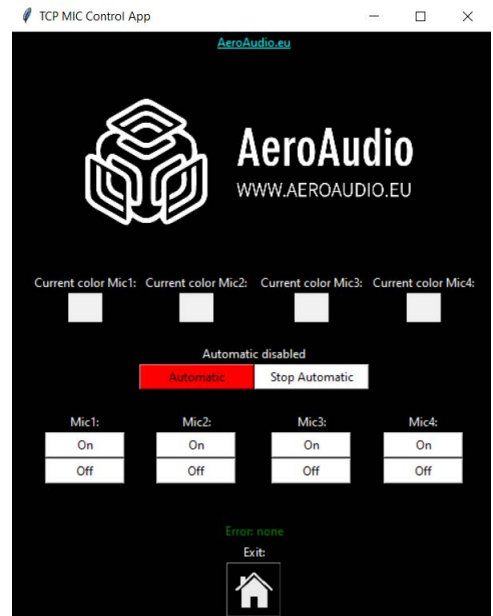 TCP MIC Control App
AeroAudio.eu
AeroAudio
WWW.AEROAUDIO.EU
Current color Mic1: Current color Mic2: Current color Mic3: Current color Mic4:
Automatic disabled
Automatic Stop Automatic
Mic1: Mic2: Mic3: Mic4:
On On On On
Off Off Off Off
Error: none
Exit: